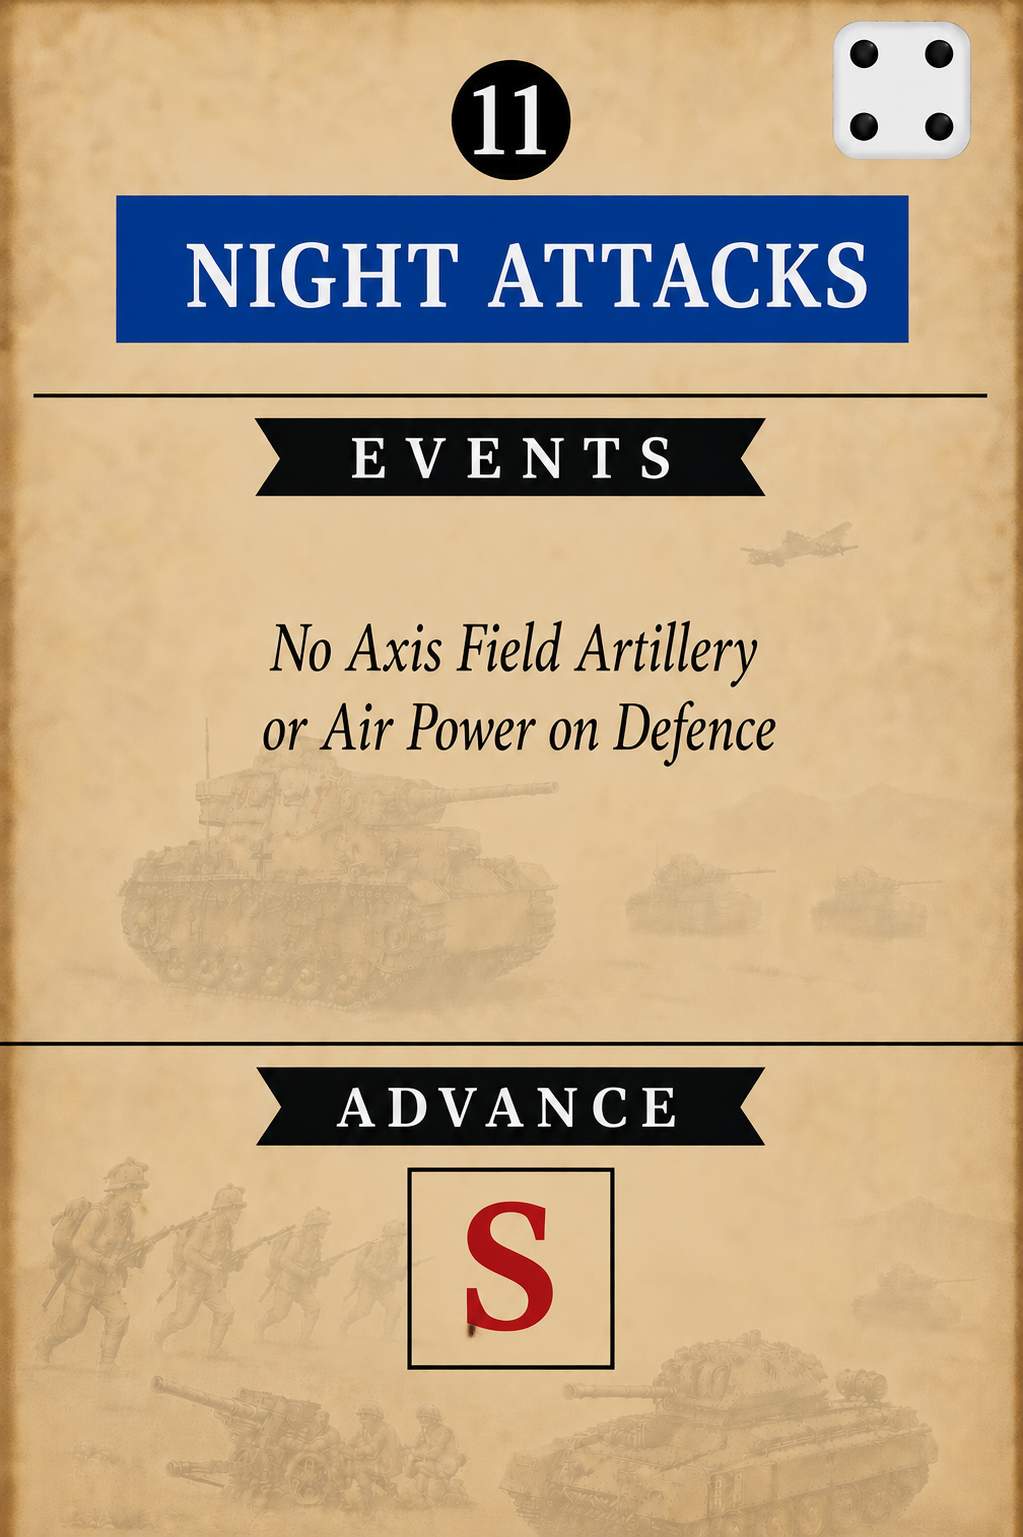 11
NIGHT ATTACKS
EVENTS
No Axis Field Artillery
or Air Power on Defence
ADVANCE
S